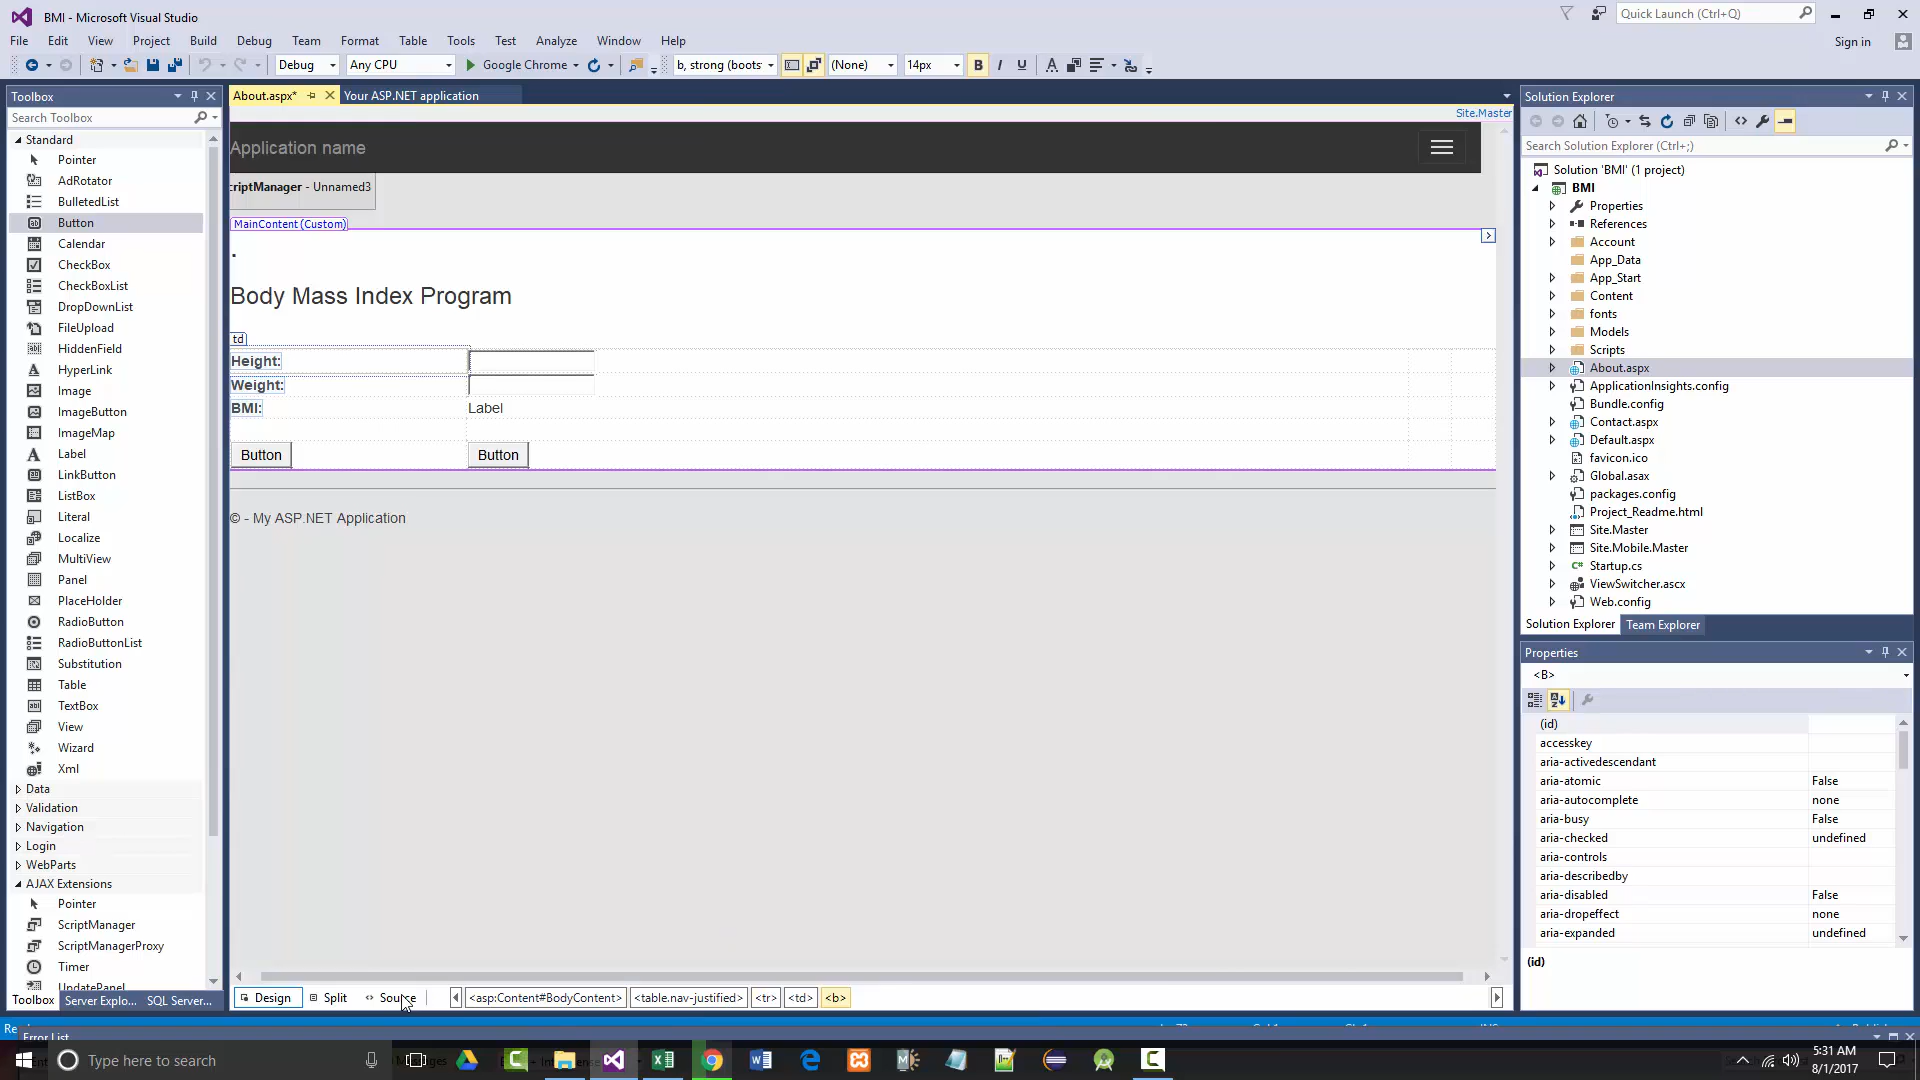 BMI - Microsoft Visual Studio
Quick Launch (Ctrl+Q)
File Edit View Project Build Debug Team Format Table Tools Test Analyze Window Help
Sign in
Debug Any CPU Google Chrome b, strong (boots (None) 14px B I U A
Toolbox
Search Toolbox
Standard
Pointer
AdRotator
BulletedList
Button
Calendar
CheckBox
CheckBoxList
DropDownList
FileUpload
HiddenField
HyperLink
Image
ImageButton
ImageMap
Label
LinkButton
ListBox
Literal
Localize
MultiView
Panel
PlaceHolder
RadioButton
RadioButtonList
Substitution
Table
TextBox
View
Wizard
Xml
Data
Validation
Navigation
Login
WebParts
AJAX Extensions
Pointer
ScriptManager
ScriptManagerProxy
Timer
UpdatePanel
Toolbox Server Explo... SQL Server...
About.aspx* Your ASP.NET application
Site.Master
Application name
criptManager - Unnamed3
MainContent (Custom)
.
Body Mass Index Program
td
Height:
Weight:
BMI: Label
Button Button
© - My ASP.NET Application
Design Split Source <asp:Content#BodyContent> <table.nav-justified> <tr> <td> <b>
Solution Explorer
Search Solution Explorer (Ctrl+;)
Solution 'BMI' (1 project)
BMI
Properties
References
Account
App_Data
App_Start
Content
fonts
Models
Scripts
About.aspx
ApplicationInsights.config
Bundle.config
Contact.aspx
Default.aspx
favicon.ico
Global.asax
packages.config
Project_Readme.html
Site.Master
Site.Mobile.Master
Startup.cs
ViewSwitcher.ascx
Web.config
Solution Explorer Team Explorer
Properties
<B>
(id)
accesskey
aria-activedescendant
aria-atomic False
aria-autocomplete none
aria-busy False
aria-checked undefined
aria-controls
aria-describedby
aria-disabled False
aria-dropeffect none
aria-expanded undefined
(id)
Error List
Type here to search
5:31 AM
8/1/2017